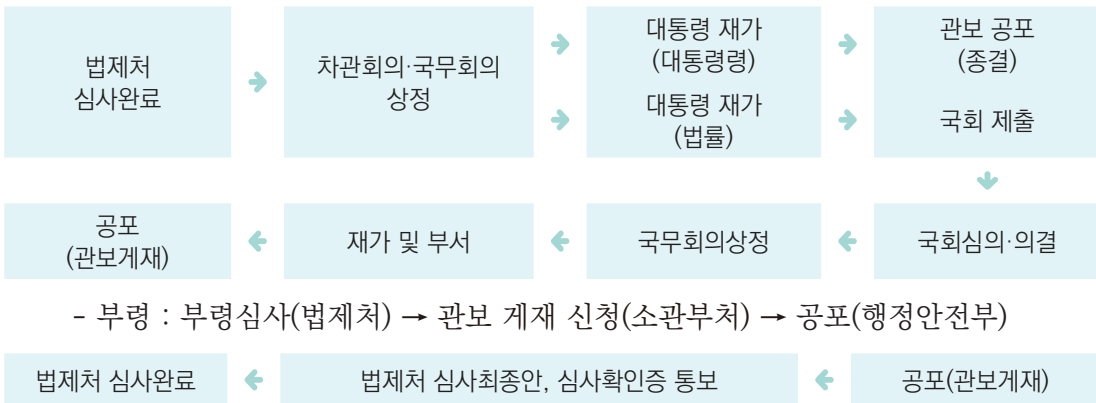 법제처
심사완료
차관회의·국무회의
상정
대통령 재가
(대통령령)
대통령 재가
(법률)
관보 공포
(종결)
국회 제출
공포
(관보게재)
재가 및 부서
국무회의상정
국회심의·의결
- 부령 : 부령심사(법제처) → 관보 게재 신청(소관부처) → 공포(행정안전부)
법제처 심사완료
법제처 심사최종안, 심사확인증 통보
공포(관보게재)